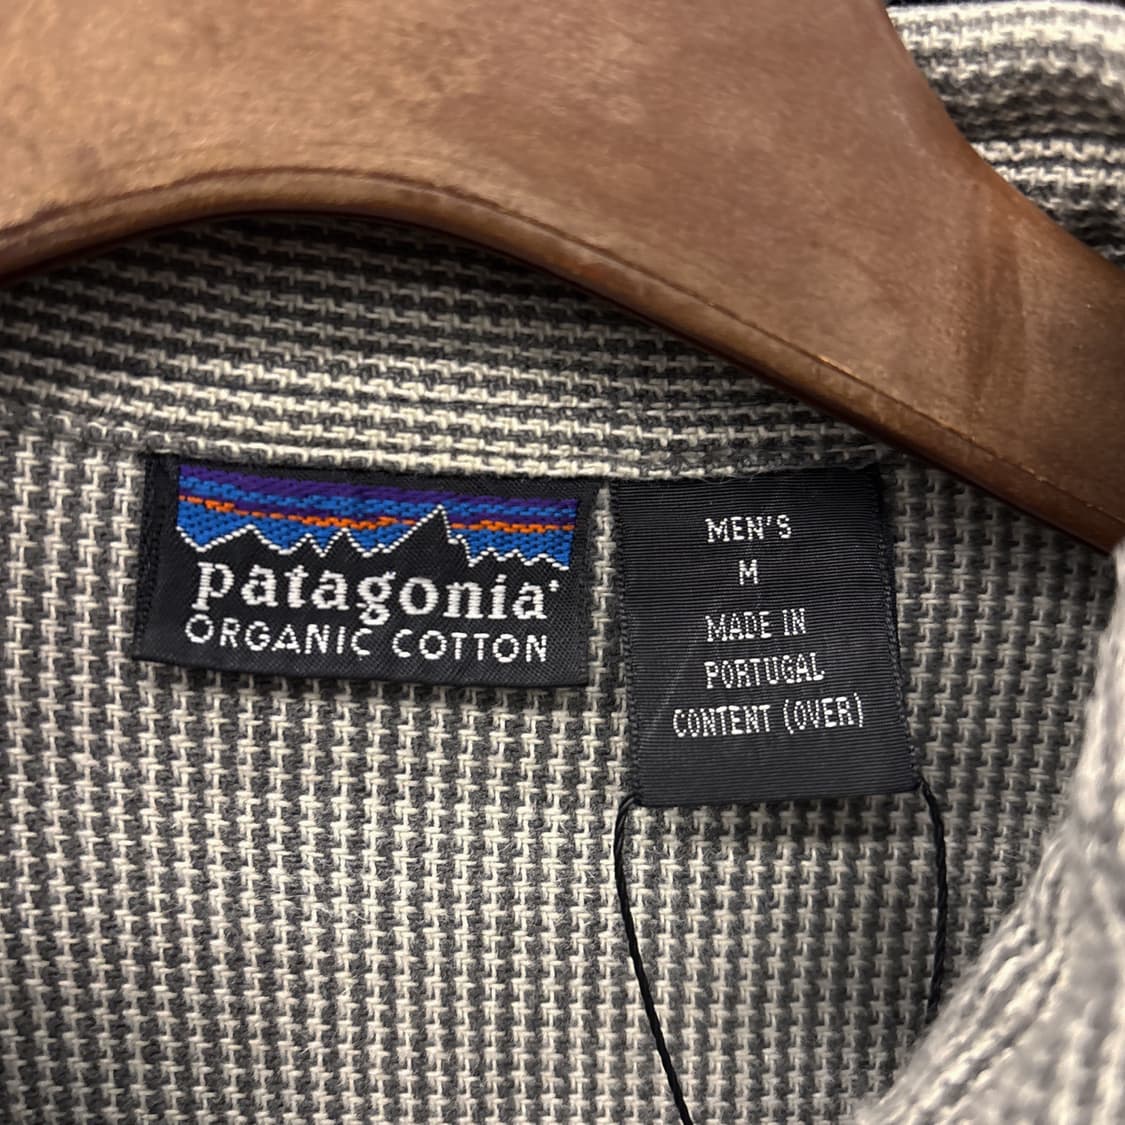 patagonia
ORGANIC COTTON
MEN'S
M
MADE IN
PORTUGAL
CONTENT (OVER)